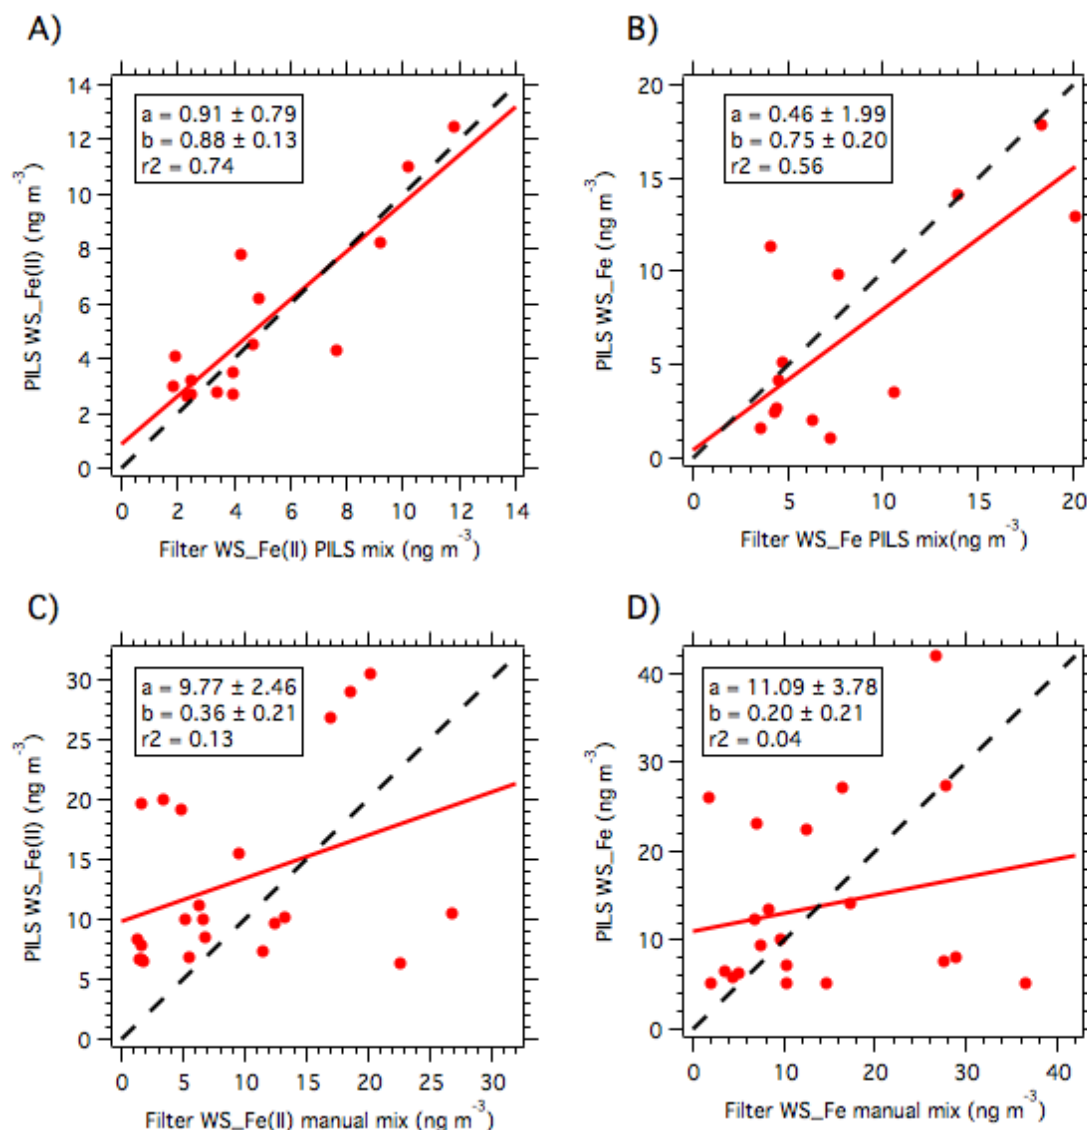 A)
a = 0.91 ± 0.79
b = 0.88 ± 0.13
r2 = 0.74
14
12
10
8
6
4
2
0
PILS WS_Fe(II) (ng m⁻³)
0 2 4 6 8 10 12 14
Filter WS_Fe(II) PILS mix (ng m⁻³)
B)
a = 0.46 ± 1.99
b = 0.75 ± 0.20
r2 = 0.56
20
15
10
5
0
PILS WS_Fe (ng m⁻³)
0 5 10 15 20
Filter WS_Fe PILS mix(ng m⁻³)
C)
a = 9.77 ± 2.46
b = 0.36 ± 0.21
r2 = 0.13
30
25
20
15
10
5
0
PILS WS_Fe(II) (ng m⁻³)
0 5 10 15 20 25 30
Filter WS_Fe(II) manual mix (ng m⁻³)
D)
a = 11.09 ± 3.78
b = 0.20 ± 0.21
r2 = 0.04
40
30
20
10
0
PILS WS_Fe (ng m⁻³)
0 10 20 30 40
Filter WS_Fe manual mix (ng m⁻³)